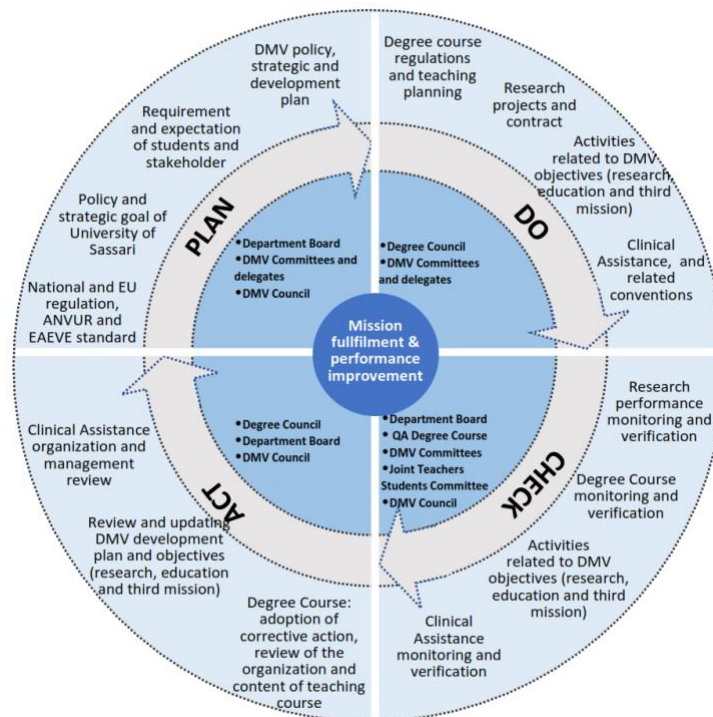 DMV policy,
strategic and
development
plan
Requirement
and expectation
of students and
stakeholder
Policy and
strategic goal of
University of
Sassari
National and EU
regulation,
ANVUR and
EAEVE standard
PLAN
•Department Board
•DMV Committees and
delegates
•DMV Council
Degree course
regulations
and teaching
planning
Research
projects and
contract
Activities
related to DMV
objectives (research,
education and third
mission)
Clinical
Assistance, and
related
conventions
DO
•Degree Council
•DMV Committees
and delegates
Mission
fullfilment &
performance
improvement
Research
performance
monitoring and
verification
Degree Course
monitoring and
verification
Activities
related to DMV
objectives (research,
education and third
mission)
Clinical
Assistance
monitoring and
verification
CHECK
•Department Board
• QA Degree Course
•DMV Committees
•Joint Teachers
Students Committee
•DMV Council
Clinical Assistance
organization and
management
review
Review and updating
DMV development
plan and objectives
(research, education
and third mission)
Degree Course:
adoption of
corrective action,
review of the
organization and
content of teaching
course
ACT
•Degree Council
•Department Board
•DMV Council